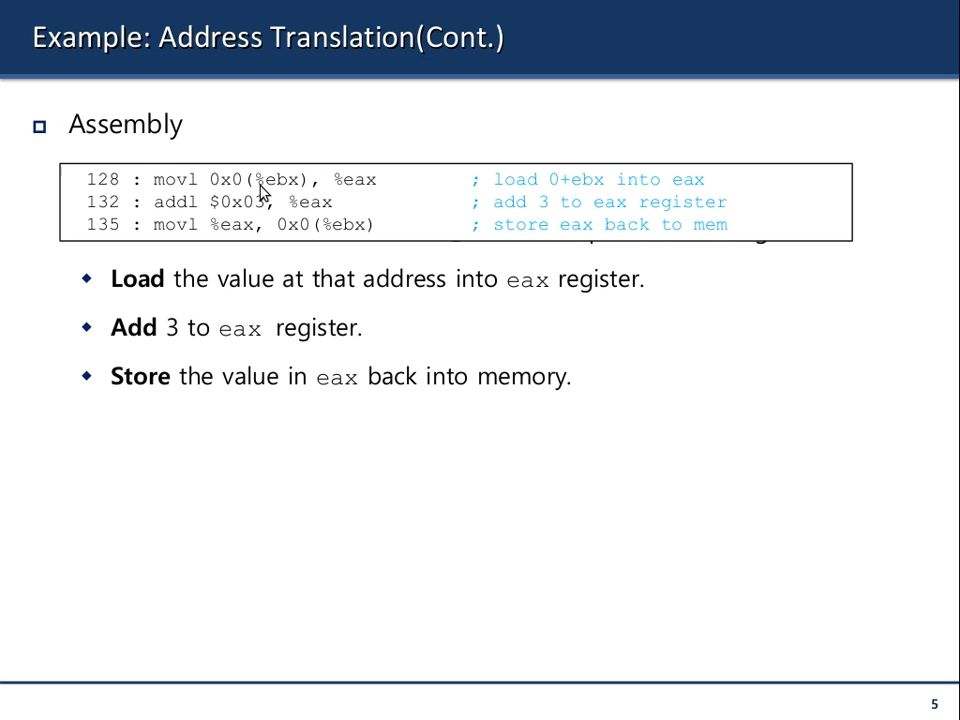 Example: Address Translation(Cont.)
Assembly
128 : movl 0x0(%ebx), %eax ; load 0+ebx into eax
132 : addl $0x03, %eax ; add 3 to eax register
135 : movl %eax, 0x0(%ebx) ; store eax back to mem
Load the value at that address into eax register.
Add 3 to eax register.
Store the value in eax back into memory.
5